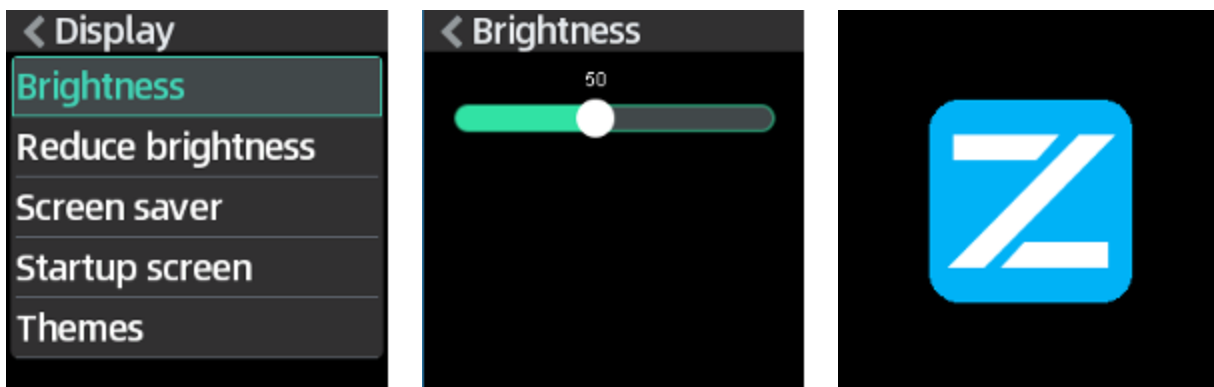 Display
Brightness
Reduce brightness
Screen saver
Startup screen
Themes
Brightness
50
Z